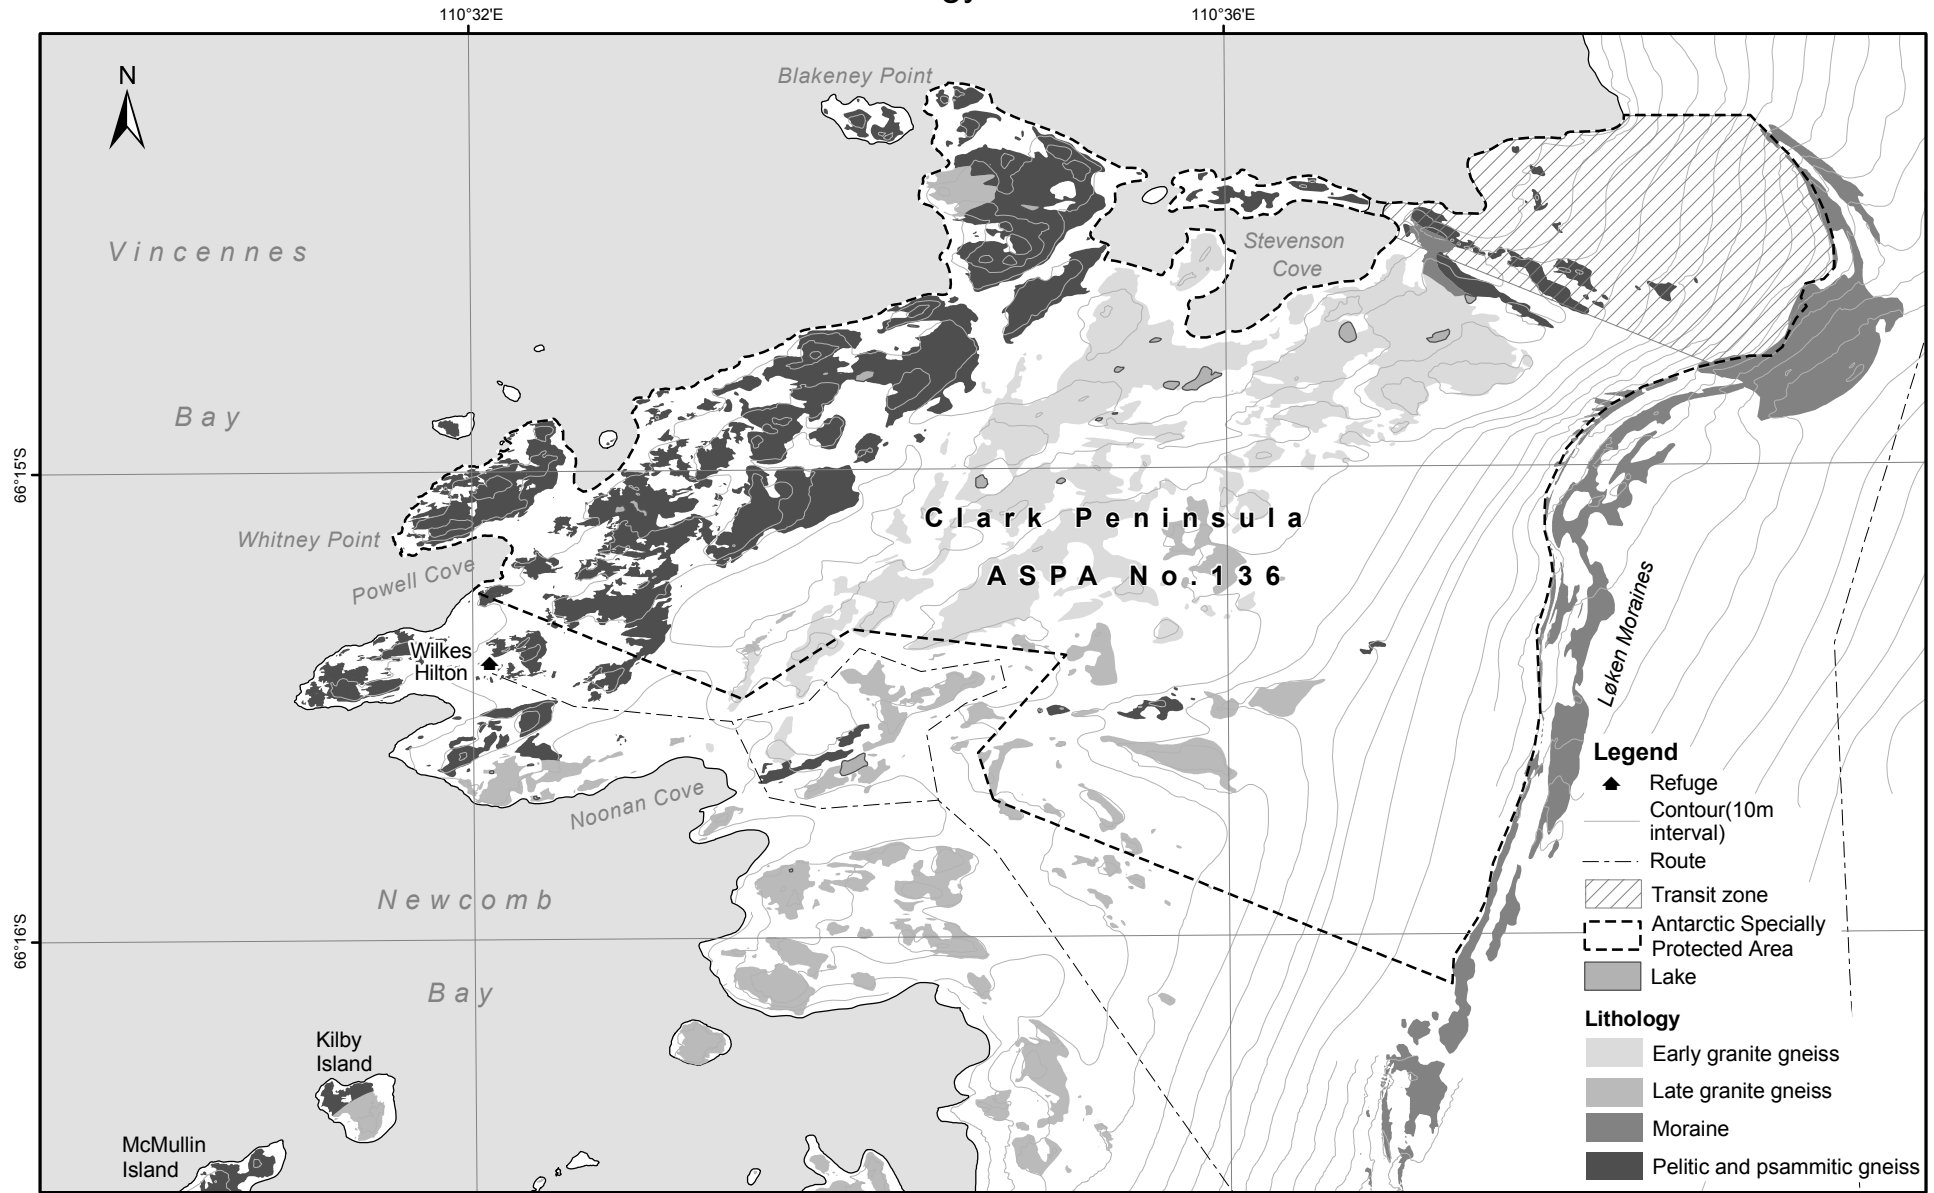 gy
110°32'E
110°36'E
N
Blakeney Point
Vincennes
Stevenson
Cove
Bay
66°15'S
Clark Peninsula
Whitney Point
ASPA No.136
Powell Cove
Wilkes
Hilton
Løken Moraines
Noonan Cove
Newcomb
66°16'S
Bay
Kilby
Island
McMullin
Island
Legend
Refuge
Contour(10m
interval)
Route
Transit zone
Antarctic Specially
Protected Area
Lake
Lithology
Early granite gneiss
Late granite gneiss
Moraine
Pelitic and psammitic gneiss